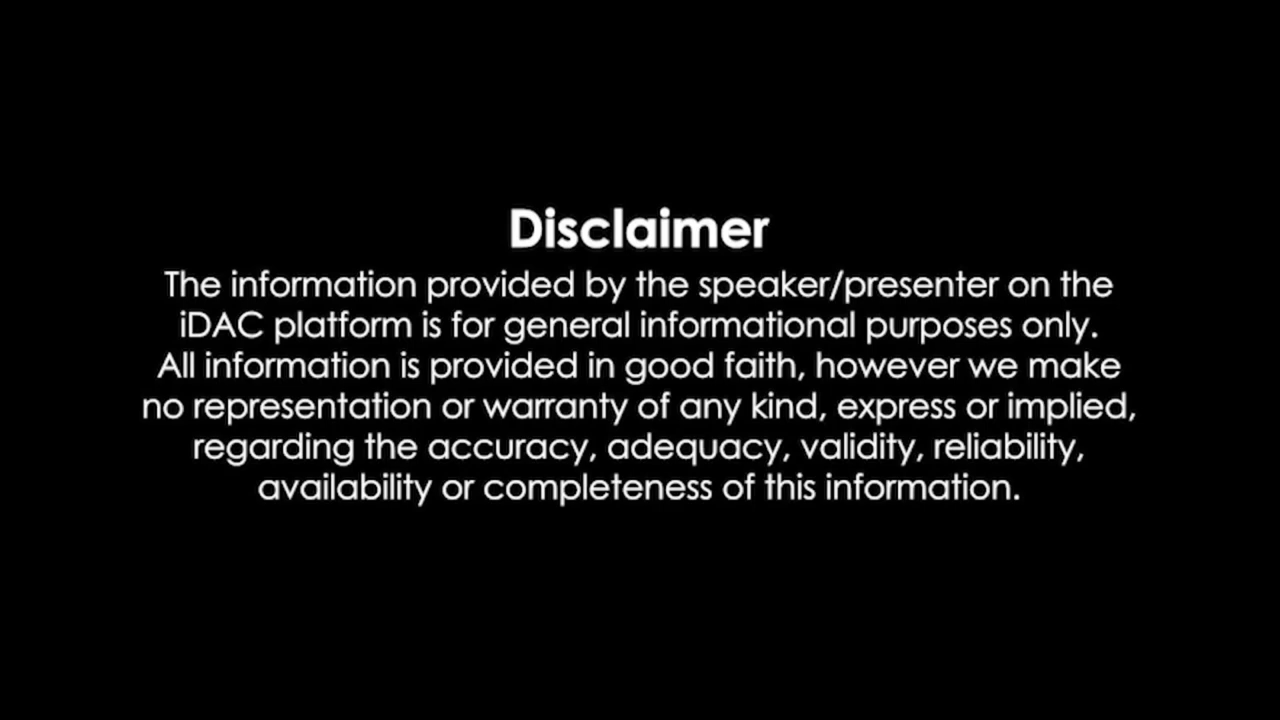 Disclaimer
The information provided by the speaker/presenter on the
iDAC platform is for general informational purposes only.
All information is provided in good faith, however we make
no representation or warranty of any kind, express or implied,
regarding the accuracy, adequacy, validity, reliability,
availability or completeness of this information.